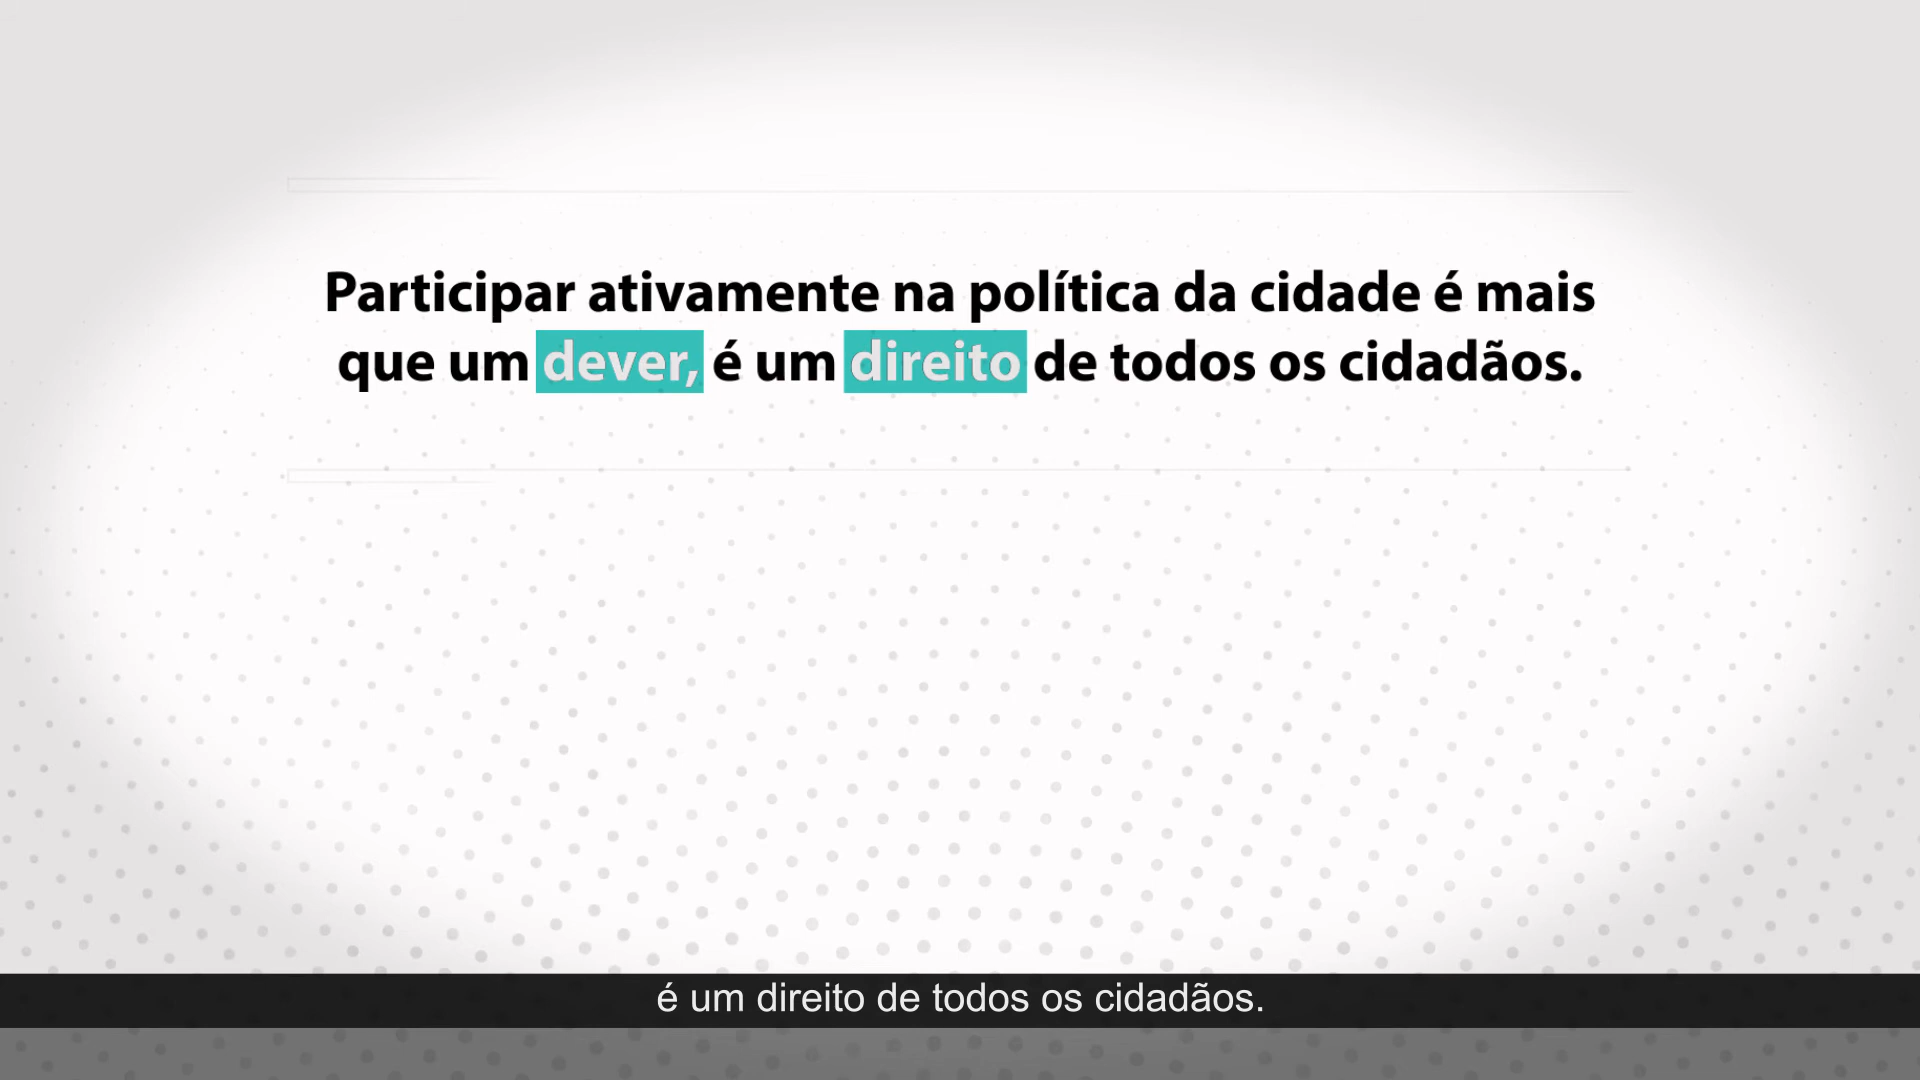 Participar ativamente na política da cidade é mais
que um dever, é um direito de todos os cidadãos.
é um direito de todos os cidadãos.